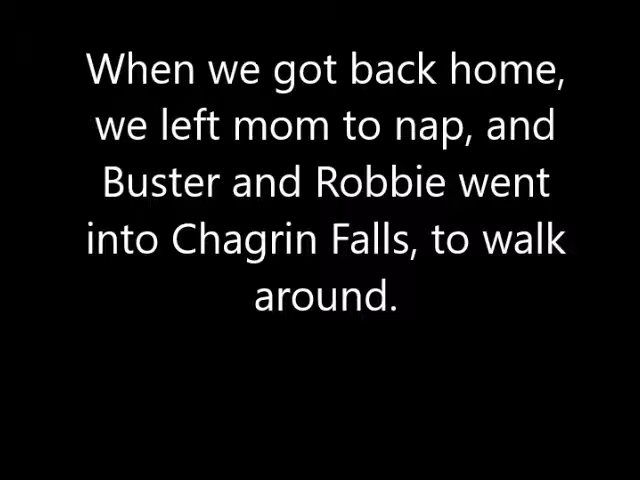 When we got back home,
we left mom to nap, and
Buster and Robbie went
into Chagrin Falls, to walk
around.